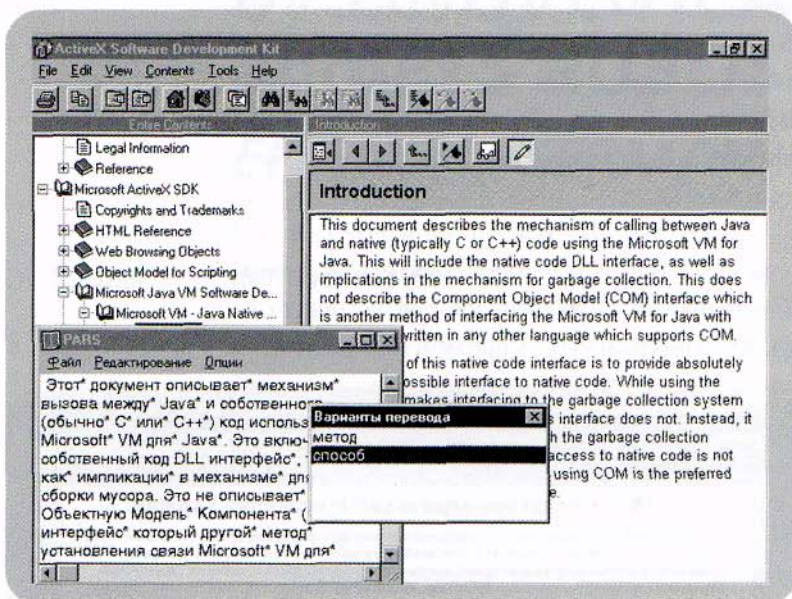 ActiveX Software Development Kit
File Edit View Contents Tools Help
Entire Contents
Introduction
Legal Information
Reference
Microsoft ActiveX SDK
Copyrights and Trademarks
HTML Reference
Web Browsing Objects
Object Model for Scripting
Microsoft Java VM Software De...
Microsoft VM - Java Native ...
Introduction
This document describes the mechanism of calling between Java
and native (typically C or C++) code using the Microsoft VM for
Java. This will include the native code DLL interface, as well as
implications in the mechanism for garbage collection. This does
not describe the Component Object Model (COM) interface which
is another method of interfacing the Microsoft VM for Java with
written in any other language which supports COM.
of this native code interface is to provide absolutely
ossible interface to native code. While using the
makes interfacing to the garbage collection system
s interface does not. Instead, it
h the garbage collection
access to native code is not
using COM is the preferred
e.
PARS
Файл Редактирование Опции
Этот* документ описывает* механизм*
вызова между* Java* и собственного
(обычно* C* или* C++*) код использ
Microsoft* VM для* Java*. Это вклю
собственный код DLL интерфейс*,
как* импликации* в механизме* дл
сборки мусора. Это не описывает*
Объектную Модель* Компонента* (
интерфейс* который другой* метод*
установления связи Microsoft* VM для*
Варианты перевода
метод
способ